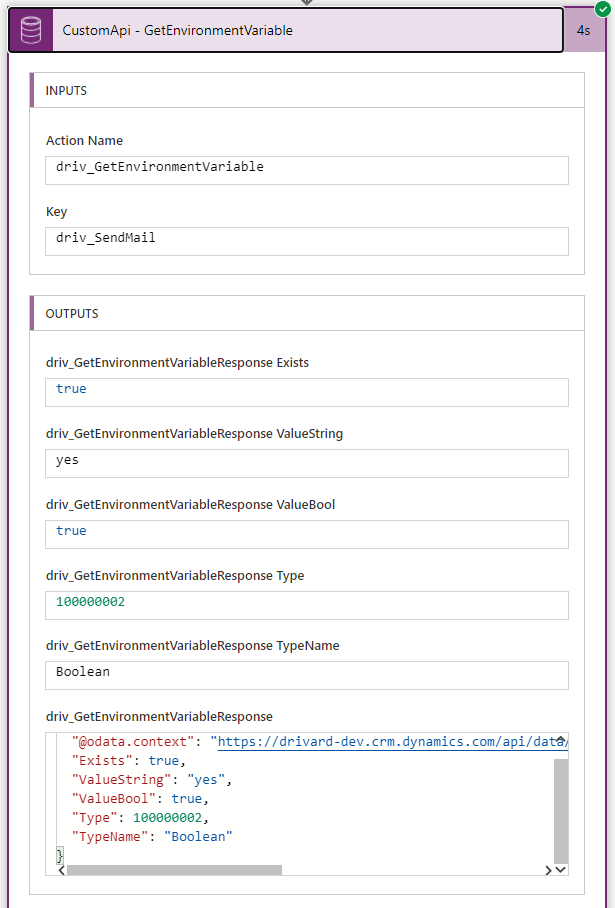 CustomApi - GetEnvironmentVariable
4s
INPUTS
Action Name
driv_GetEnvironmentVariable
Key
driv_SendMail
OUTPUTS
driv_GetEnvironmentVariableResponse Exists
true
driv_GetEnvironmentVariableResponse ValueString
yes
driv_GetEnvironmentVariableResponse ValueBool
true
driv_GetEnvironmentVariableResponse Type
100000002
driv_GetEnvironmentVariableResponse TypeName
Boolean
driv_GetEnvironmentVariableResponse
"@odata.context": "https://drivard-dev.crm.dynamics.com/api/data/
"Exists": true,
"ValueString": "yes",
"ValueBool": true,
"Type": 100000002,
"TypeName": "Boolean"
}